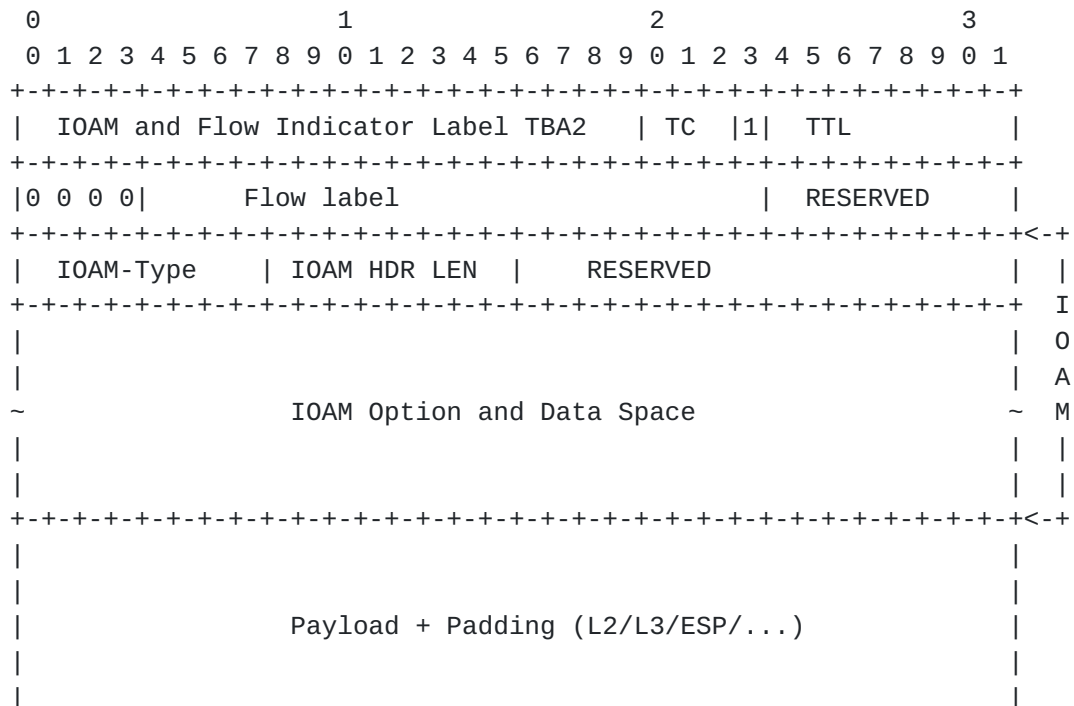 0                   1                   2                   3
 0 1 2 3 4 5 6 7 8 9 0 1 2 3 4 5 6 7 8 9 0 1 2 3 4 5 6 7 8 9 0 1
+-+-+-+-+-+-+-+-+-+-+-+-+-+-+-+-+-+-+-+-+-+-+-+-+-+-+-+-+-+-+-+-+
|  IOAM and Flow Indicator Label TBA2   | TC  |1|  TTL          |
+-+-+-+-+-+-+-+-+-+-+-+-+-+-+-+-+-+-+-+-+-+-+-+-+-+-+-+-+-+-+-+-+
|0 0 0 0|      Flow label                       |  RESERVED     |
+-+-+-+-+-+-+-+-+-+-+-+-+-+-+-+-+-+-+-+-+-+-+-+-+-+-+-+-+-+-+-+-+<-+
|  IOAM-Type    | IOAM HDR LEN  |    RESERVED                   |  |
+-+-+-+-+-+-+-+-+-+-+-+-+-+-+-+-+-+-+-+-+-+-+-+-+-+-+-+-+-+-+-+-+  I
|                                                               |  O
|                                                               |  A
~                 IOAM Option and Data Space                    ~  M
|                                                               |  |
|                                                               |  |
+-+-+-+-+-+-+-+-+-+-+-+-+-+-+-+-+-+-+-+-+-+-+-+-+-+-+-+-+-+-+-+-+<-+
|                                                               |
|                                                               |
|                 Payload + Padding (L2/L3/ESP/...)             |
|                                                               |
|                                                               |